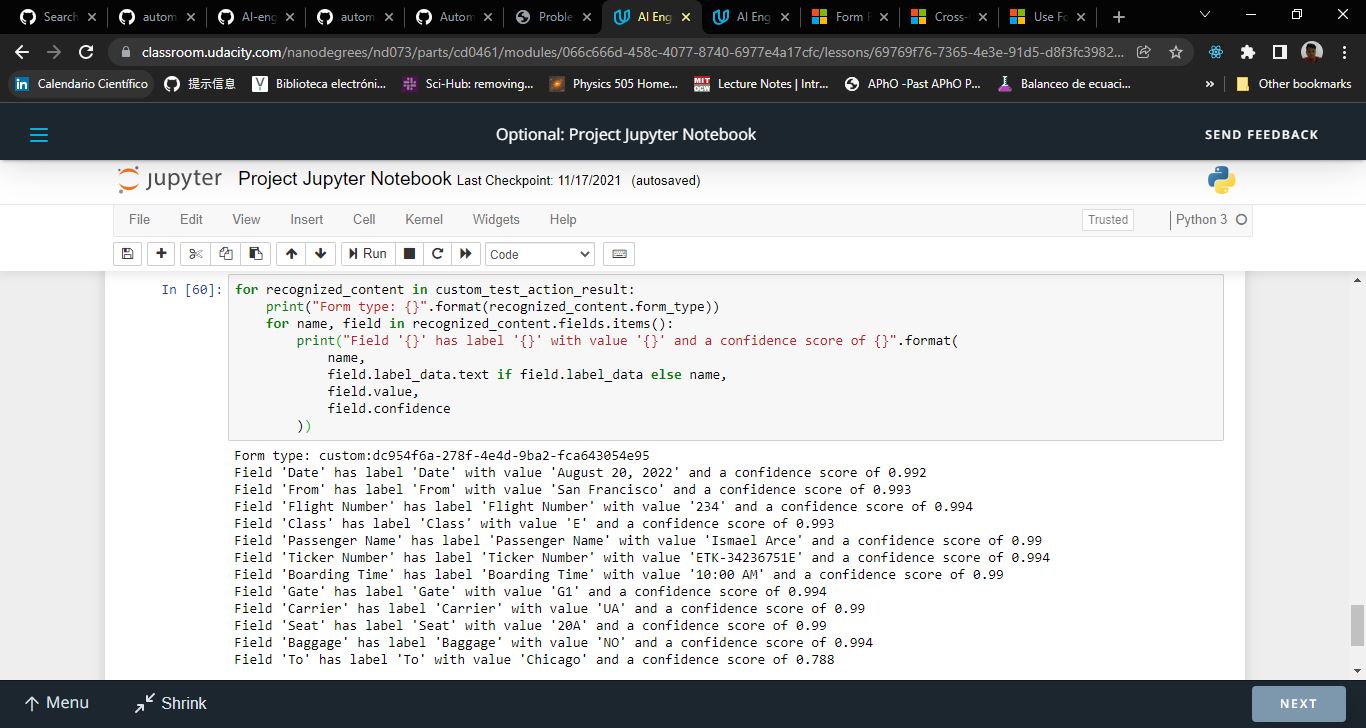 Search
autom
AI-eng
autom
Autom
Proble
AI Eng
AI Eng
Form F
Cross-
Use Fo
classroom.udacity.com/nanodegrees/nd073/parts/cd0461/modules/066c666d-458c-4077-8740-6977e4a17cfc/lessons/69769f76-7365-4e3e-91d5-d8f3fc3982...
Calendario Científico
提示信息
Biblioteca electróni...
Sci-Hub: removing...
Physics 505 Home...
Lecture Notes | Intr...
APhO -Past APhO P...
Balanceo de ecuaci...
»
Other bookmarks
Optional: Project Jupyter Notebook
SEND FEEDBACK
jupyter Project Jupyter Notebook Last Checkpoint: 11/17/2021 (autosaved)
File Edit View Insert Cell Kernel Widgets Help
Trusted
Python 3
Run
Code
In [60]: for recognized_content in custom_test_action_result:
    print("Form type: {}".format(recognized_content.form_type))
    for name, field in recognized_content.fields.items():
        print("Field '{}' has label '{}' with value '{}' and a confidence score of {}".format(
            name,
            field.label_data.text if field.label_data else name,
            field.value,
            field.confidence
        ))
Form type: custom:dc954f6a-278f-4e4d-9ba2-fca643054e95
Field 'Date' has label 'Date' with value 'August 20, 2022' and a confidence score of 0.992
Field 'From' has label 'From' with value 'San Francisco' and a confidence score of 0.993
Field 'Flight Number' has label 'Flight Number' with value '234' and a confidence score of 0.994
Field 'Class' has label 'Class' with value 'E' and a confidence score of 0.993
Field 'Passenger Name' has label 'Passenger Name' with value 'Ismael Arce' and a confidence score of 0.99
Field 'Ticker Number' has label 'Ticker Number' with value 'ETK-34236751E' and a confidence score of 0.994
Field 'Boarding Time' has label 'Boarding Time' with value '10:00 AM' and a confidence score of 0.99
Field 'Gate' has label 'Gate' with value 'G1' and a confidence score of 0.994
Field 'Carrier' has label 'Carrier' with value 'UA' and a confidence score of 0.99
Field 'Seat' has label 'Seat' with value '20A' and a confidence score of 0.99
Field 'Baggage' has label 'Baggage' with value 'NO' and a confidence score of 0.994
Field 'To' has label 'To' with value 'Chicago' and a confidence score of 0.788
Menu
Shrink
NEXT